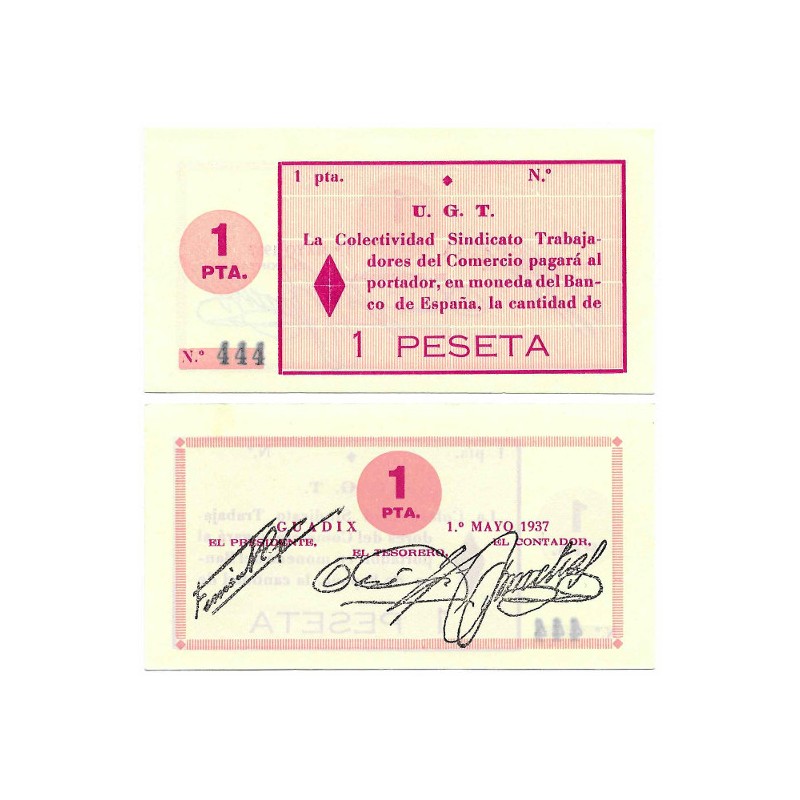 1 pta. N.º
U. G. T.
La Colectividad Sindicato Trabaja-
dores del Comercio pagará al
portador, en moneda del Ban-
co de España, la cantidad de
1 PESETA
1
PTA.
N.º 444
1
PTA.
GUADIX 1.º MAYO 1937
EL PRESIDENTE, EL CONTADOR,
EL TESORERO,